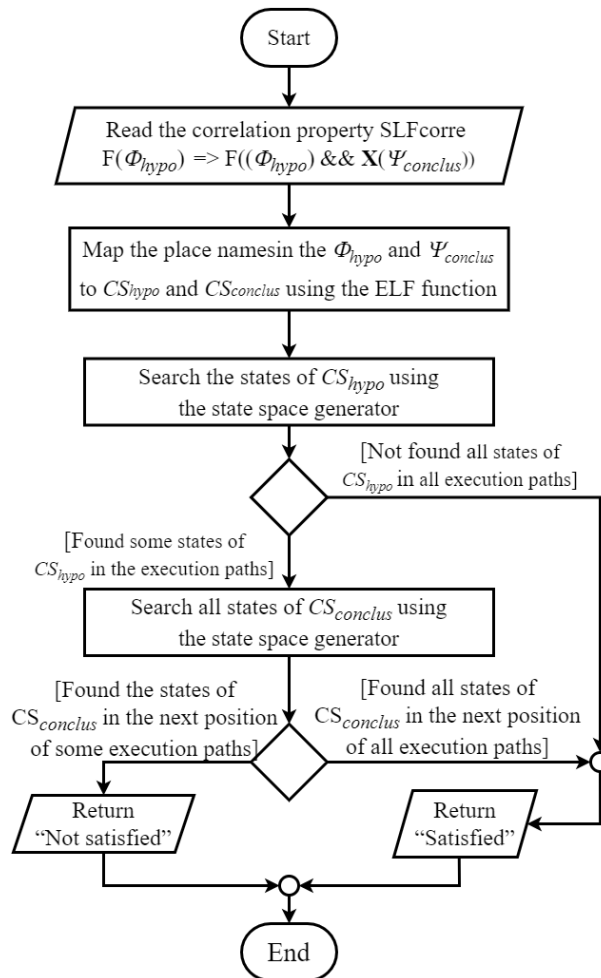 Start
Read the correlation property SLFcorre
F(Φhypo) => F((Φhypo) && X(Ψconclus))
Map the place namesin the Φhypo and Ψconclus
to CShypo and CSconclus using the ELF function
Search the states of CShypo using
the state space generator
[Not found all states of
CShypo in all execution paths]
[Found some states of
CShypo in the execution paths]
Search all states of CSconclus using
the state space generator
[Found the states of
CSconclus in the next position
of some execution paths]
[Found all states of
CSconclus in the next position
of all execution paths]
Return
“Not satisfied”
Return
“Satisfied”
End